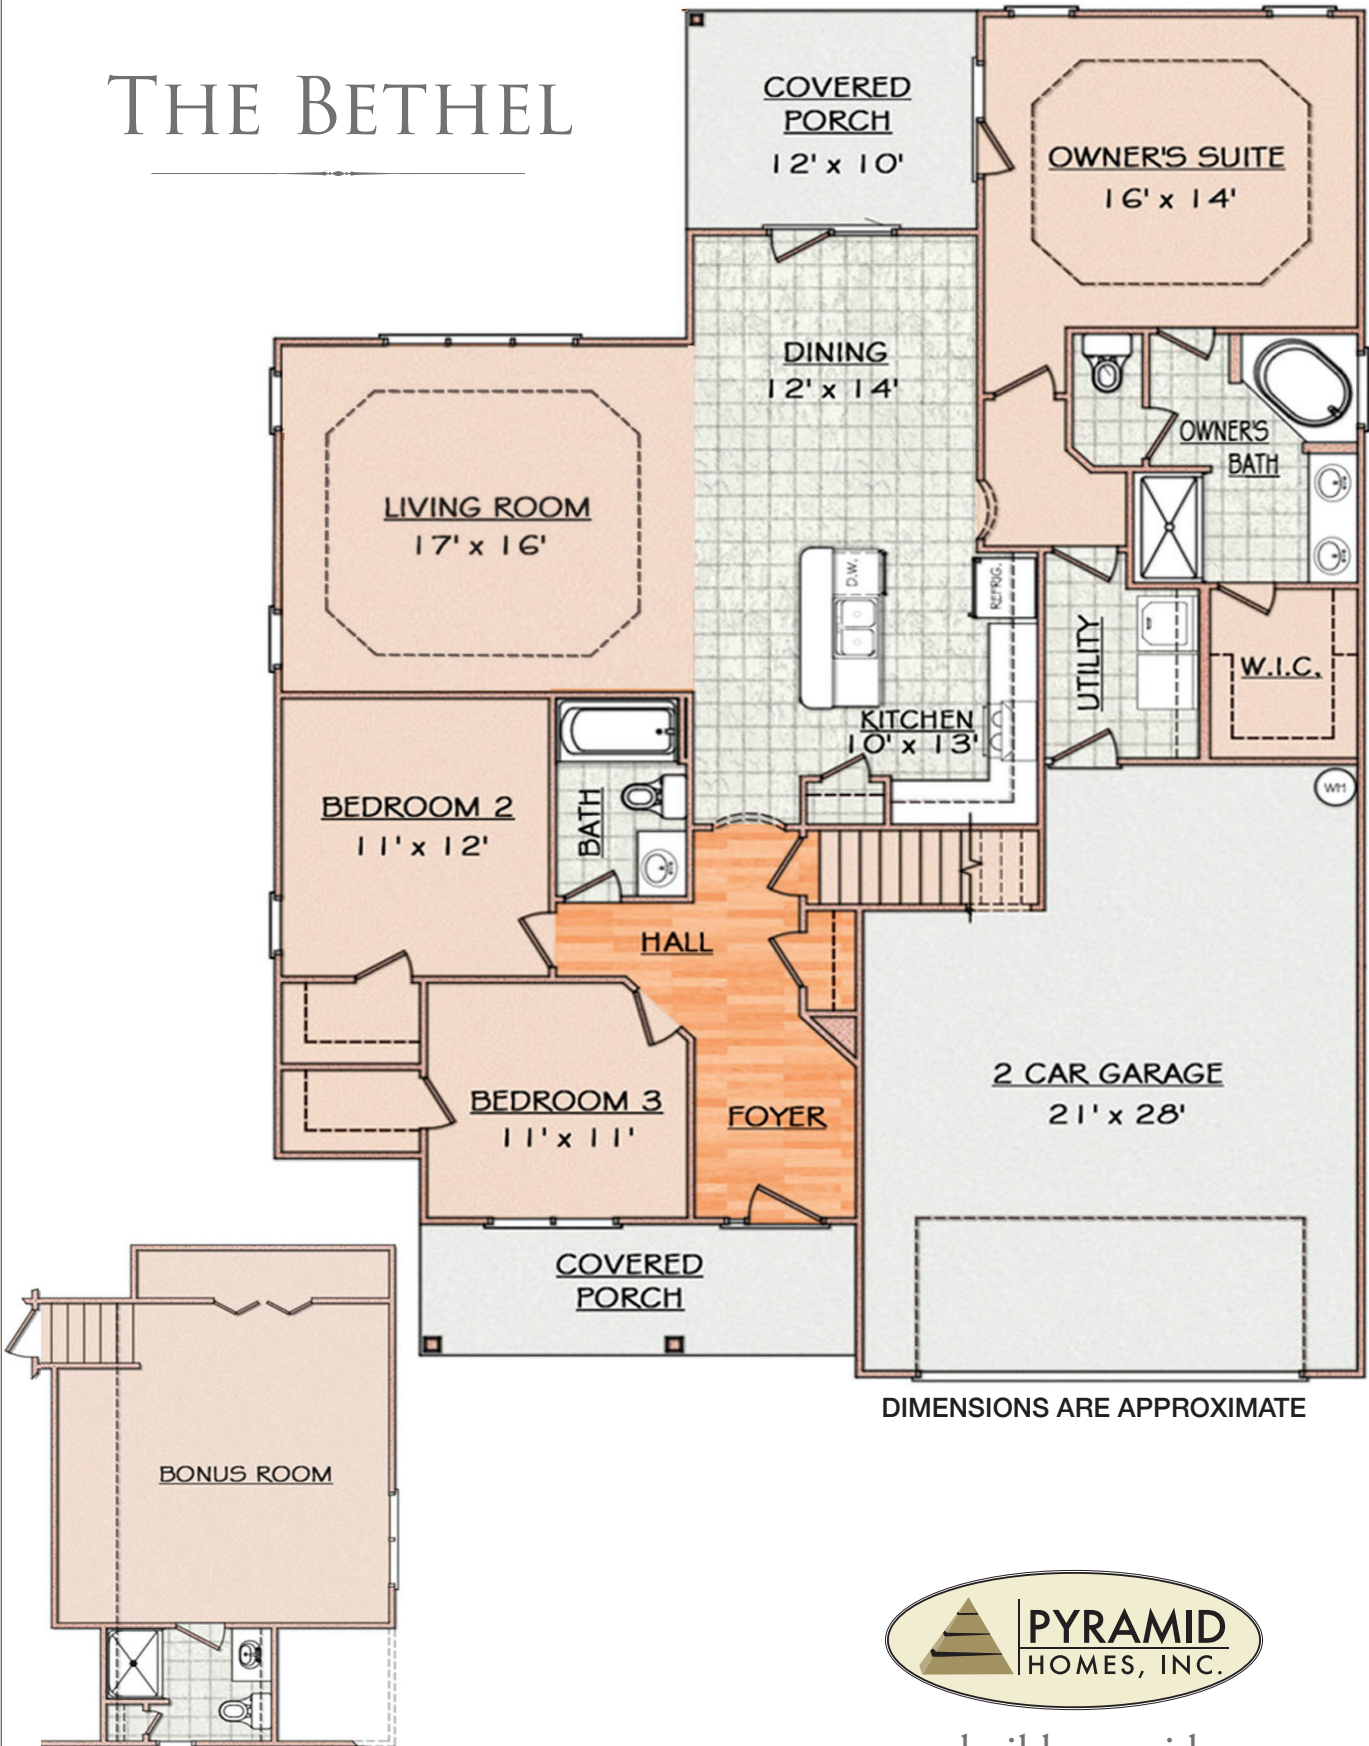 THE BETHEL
COVERED
PORCH
12' x 10'
OWNER'S SUITE
16' x 14'
DINING
12' x 14'
OWNER'S
BATH
LIVING ROOM
17' x 16'
D.W.
REFRIG.
UTILITY
W.I.C.
KITCHEN
10' x 13'
WH
BEDROOM 2
11' x 12'
BATH
HALL
2 CAR GARAGE
21' x 28'
BEDROOM 3
11' x 11'
FOYER
COVERED
PORCH
DIMENSIONS ARE APPROXIMATE
BONUS ROOM
PYRAMID
HOMES, INC.